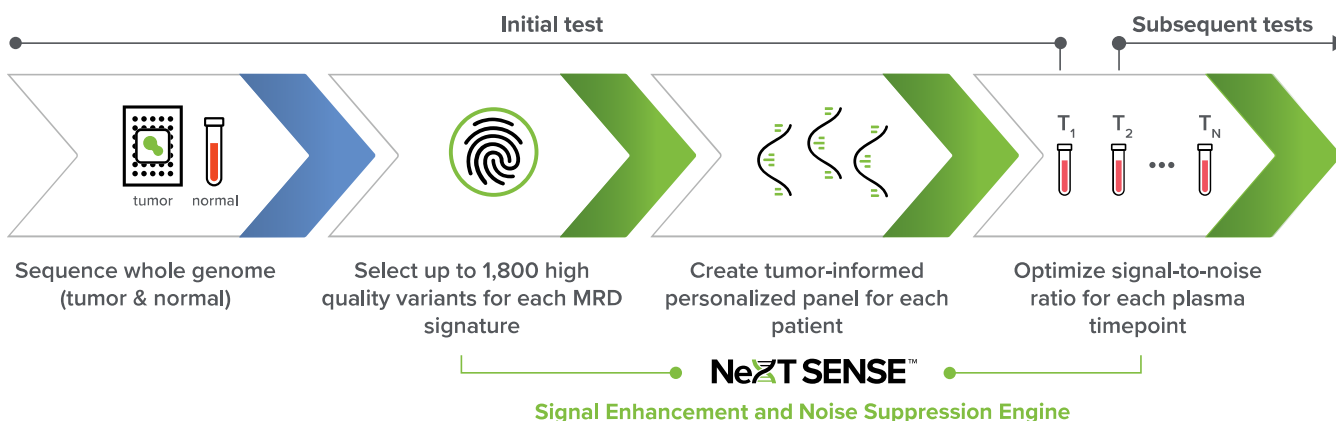 Initial test
Subsequent tests
tumor
normal
T1
T2
TN
Sequence whole genome
(tumor & normal)
Select up to 1,800 high
quality variants for each MRD
signature
Create tumor-informed
personalized panel for each
patient
Optimize signal-to-noise
ratio for each plasma
timepoint
NeXT SENSE™
Signal Enhancement and Noise Suppression Engine